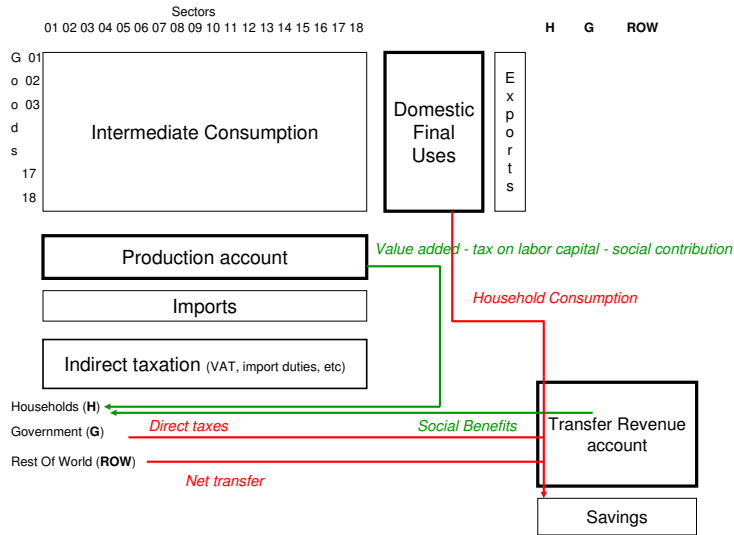 Sectors
01 02 03 04 05 06 07 08 09 10 11 12 13 14 15 16 17 18
H G ROW
G 01
o 02
o 03
d
s
17
18
Intermediate Consumption
Domestic
Final
Uses
E
x
p
o
r
t
s
Production account
Value added - tax on labor capital - social contribution
Imports
Household Consumption
Indirect taxation (VAT, import duties, etc)
Households (H)
Government (G)
Direct taxes
Social Benefits
Transfer Revenue
account
Rest Of World (ROW)
Net transfer
Savings